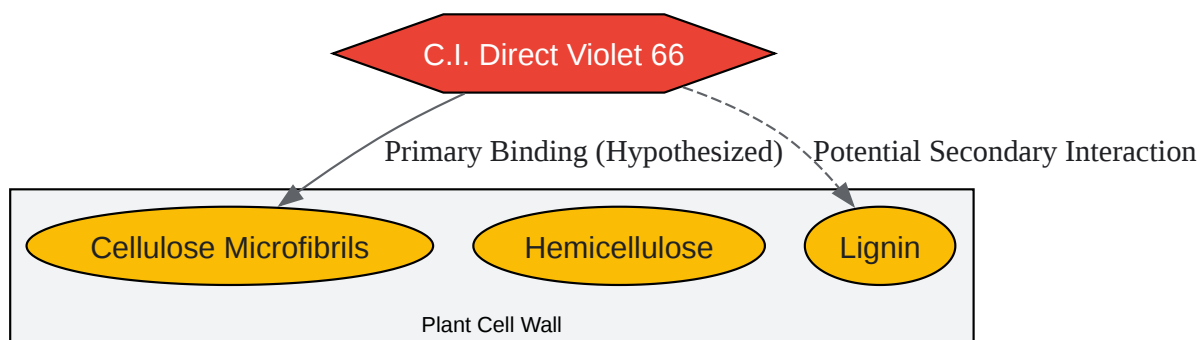 C.I. Direct Violet 66
Primary Binding (Hypothesized)
Potential Secondary Interaction
Cellulose Microfibrils
Hemicellulose
Lignin
Plant Cell Wall